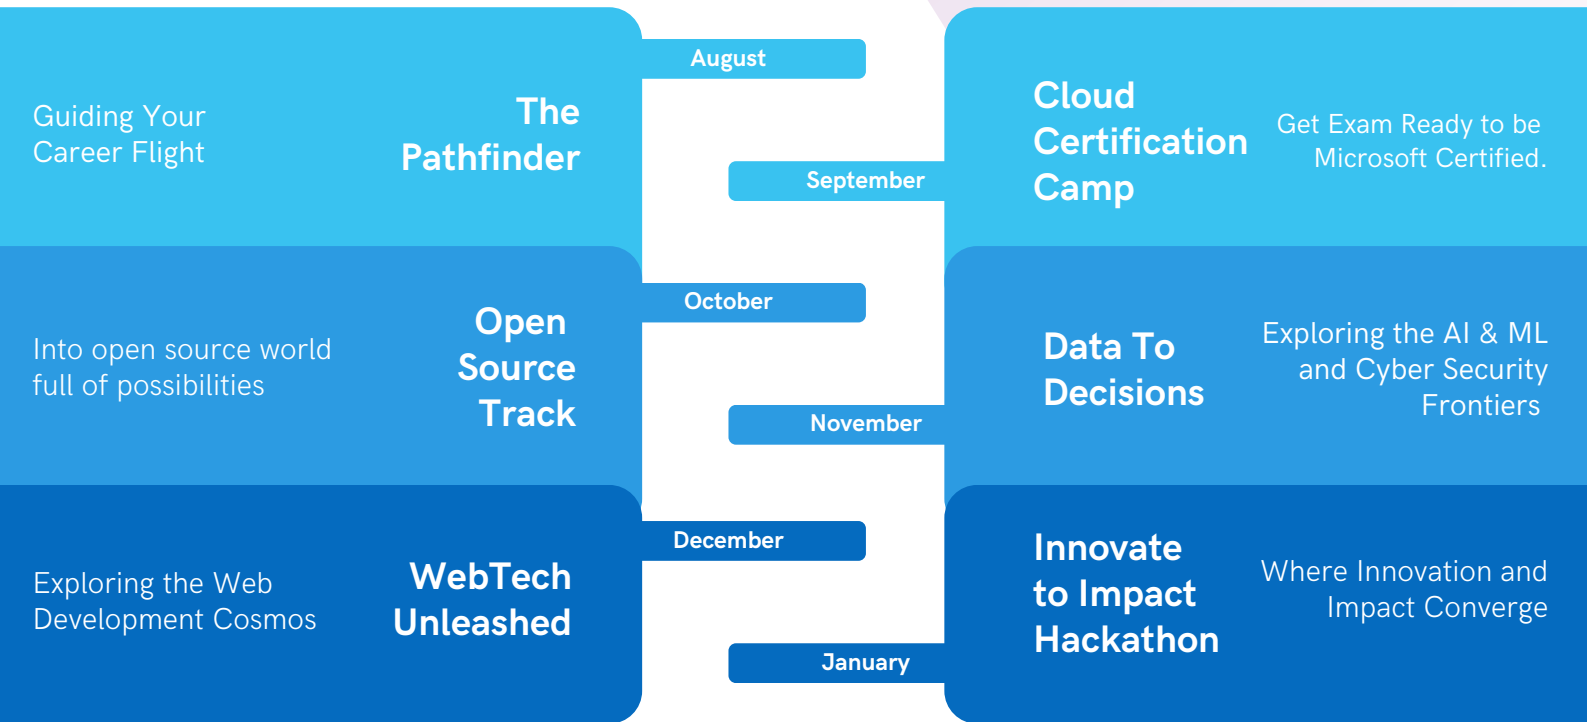 August
Guiding Your
Career Flight
The
Pathfinder
September
Cloud
Certification
Camp
Get Exam Ready to be
Microsoft Certified.
October
Into open source world
full of possibilities
Open
Source
Track
November
Data To
Decisions
Exploring the AI & ML
and Cyber Security
Frontiers
December
Exploring the Web
Development Cosmos
WebTech
Unleashed
January
Innovate
to Impact
Hackathon
Where Innovation and
Impact Converge